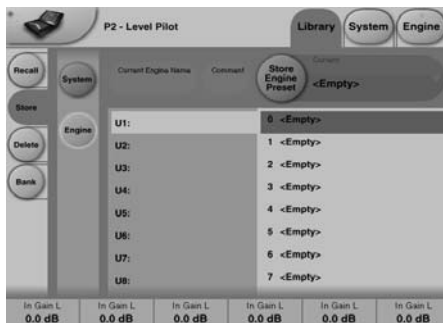 P2 - Level Pilot
Library
System
Engine
Recall
Store
Delete
Bank
System
Engine
Current Engine Name
Comment
Store
Engine
Preset
Current
<Empty>
U1:
U2:
U3:
U4:
U5:
U6:
U7:
U8:
0 <Empty>
1 <Empty>
2 <Empty>
3 <Empty>
4 <Empty>
5 <Empty>
6 <Empty>
7 <Empty>
In Gain L
0.0 dB
In Gain L
0.0 dB
In Gain L
0.0 dB
In Gain L
0.0 dB
In Gain L
0.0 dB
In Gain L
0.0 dB